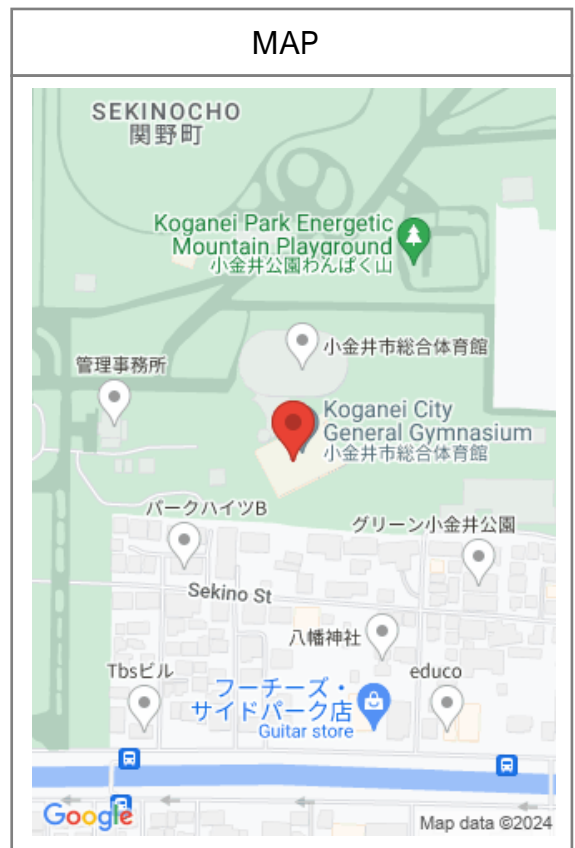 MAP
SEKINOCHO
関野町
Koganei Park Energetic
Mountain Playground
小金井公園わんぱく山
小金井市総合体育館
管理事務所
Koganei City
General Gymnasium
小金井市総合体育館
パークハイツB
グリーン小金井公園
Sekino St
八幡神社
Tbsビル
educo
フーチーズ・
サイドパーク店
Guitar store
Google
Map data ©2024